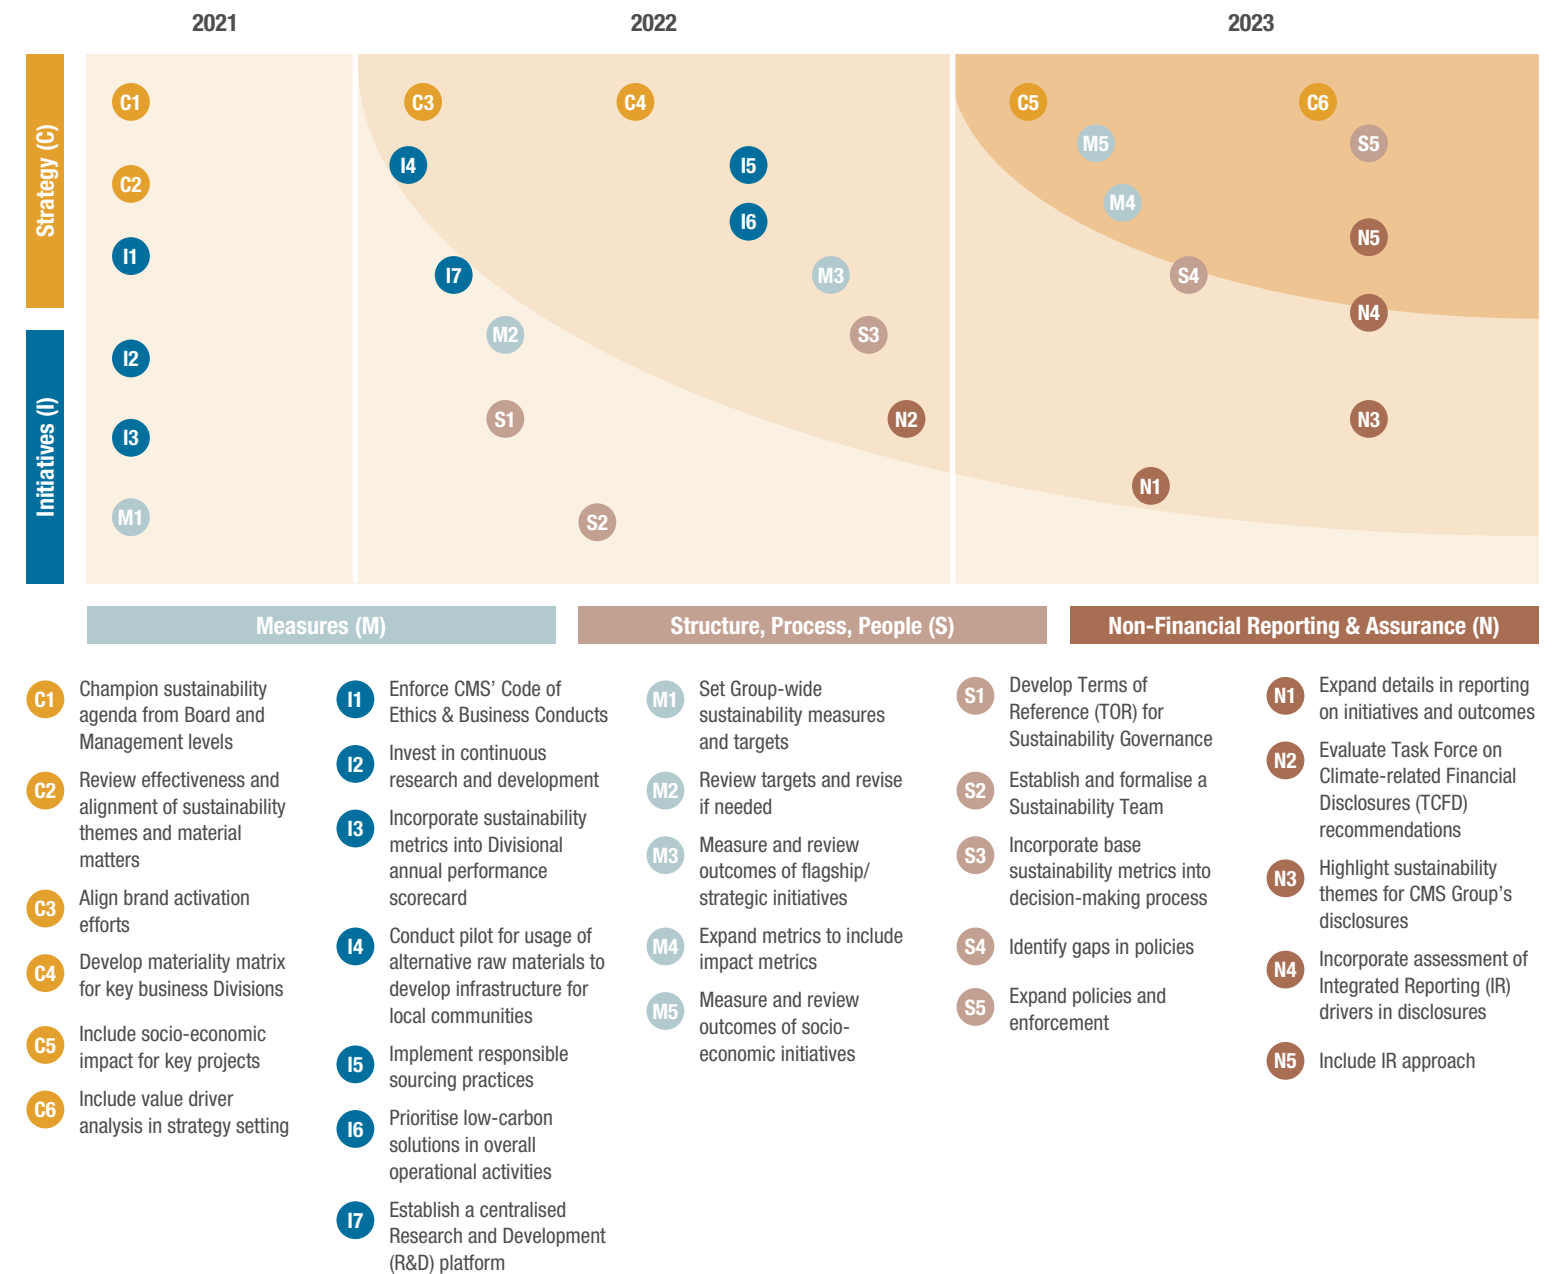 2021
2022
2023
Strategy (C)
Initiatives (I)
C1
C3
C4
C5
C6
M5
S5
I4
I5
C2
M4
I6
N5
I1
I7
M3
S4
N4
M2
S3
I2
S1
N2
N3
I3
N1
M1
S2
Measures (M)
Structure, Process, People (S)
Non-Financial Reporting & Assurance (N)
C1
Champion sustainability
agenda from Board and
Management levels
C2
Review effectiveness and
alignment of sustainability
themes and material
matters
C3
Align brand activation
efforts
C4
Develop materiality matrix
for key business Divisions
C5
Include socio-economic
impact for key projects
C6
Include value driver
analysis in strategy setting
I1
Enforce CMS’ Code of
Ethics & Business Conducts
I2
Invest in continuous
research and development
I3
Incorporate sustainability
metrics into Divisional
annual performance
scorecard
I4
Conduct pilot for usage of
alternative raw materials to
develop infrastructure for
local communities
I5
Implement responsible
sourcing practices
I6
Prioritise low-carbon
solutions in overall
operational activities
I7
Establish a centralised
Research and Development
(R&D) platform
M1
Set Group-wide
sustainability measures
and targets
M2
Review targets and revise
if needed
M3
Measure and review
outcomes of flagship/
strategic initiatives
M4
Expand metrics to include
impact metrics
M5
Measure and review
outcomes of socio-
economic initiatives
S1
Develop Terms of
Reference (TOR) for
Sustainability Governance
S2
Establish and formalise a
Sustainability Team
S3
Incorporate base
sustainability metrics into
decision-making process
S4
Identify gaps in policies
S5
Expand policies and
enforcement
N1
Expand details in reporting
on initiatives and outcomes
N2
Evaluate Task Force on
Climate-related Financial
Disclosures (TCFD)
recommendations
N3
Highlight sustainability
themes for CMS Group’s
disclosures
N4
Incorporate assessment of
Integrated Reporting (IR)
drivers in disclosures
N5
Include IR approach